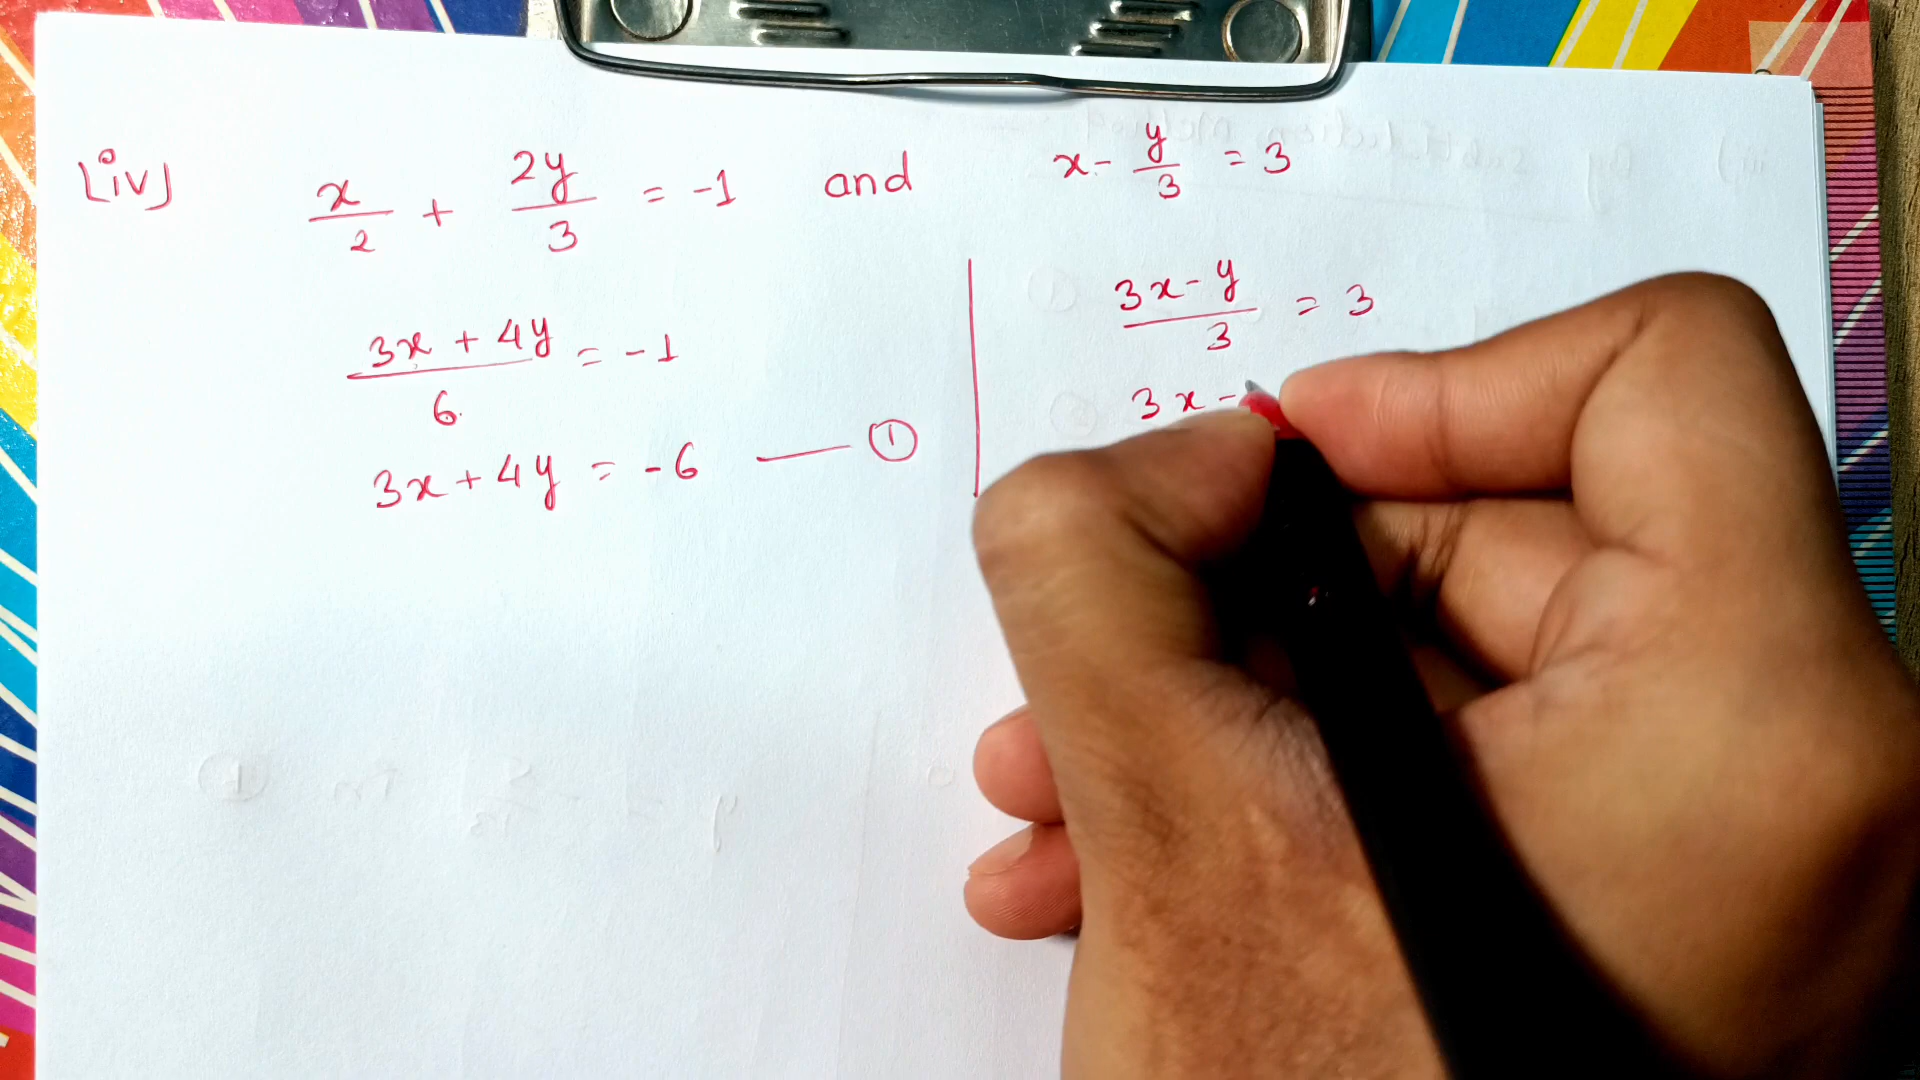 (iv) x/2 + 2y/3 = -1 and x - y/3 = 3
(3x + 4y)/6 = -1
3x + 4y = -6 —— ①
(3x - y)/3 = 3
3x -